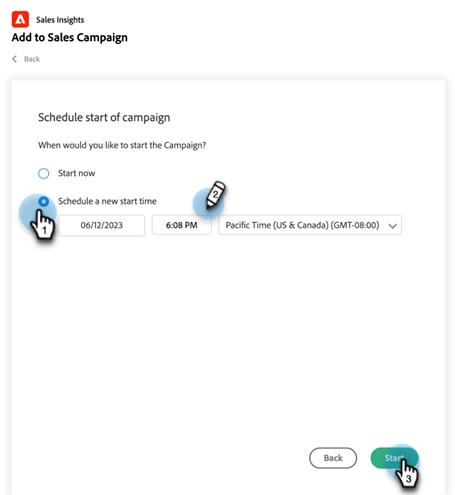 Sales Insights
Add to Sales Campaign
Back
Schedule start of campaign
When would you like to start the Campaign?
Start now
Schedule a new start time
2
1
06/12/2023 6:08 PM Pacific Time (US & Canada) (GMT-08:00)
Back Start
3